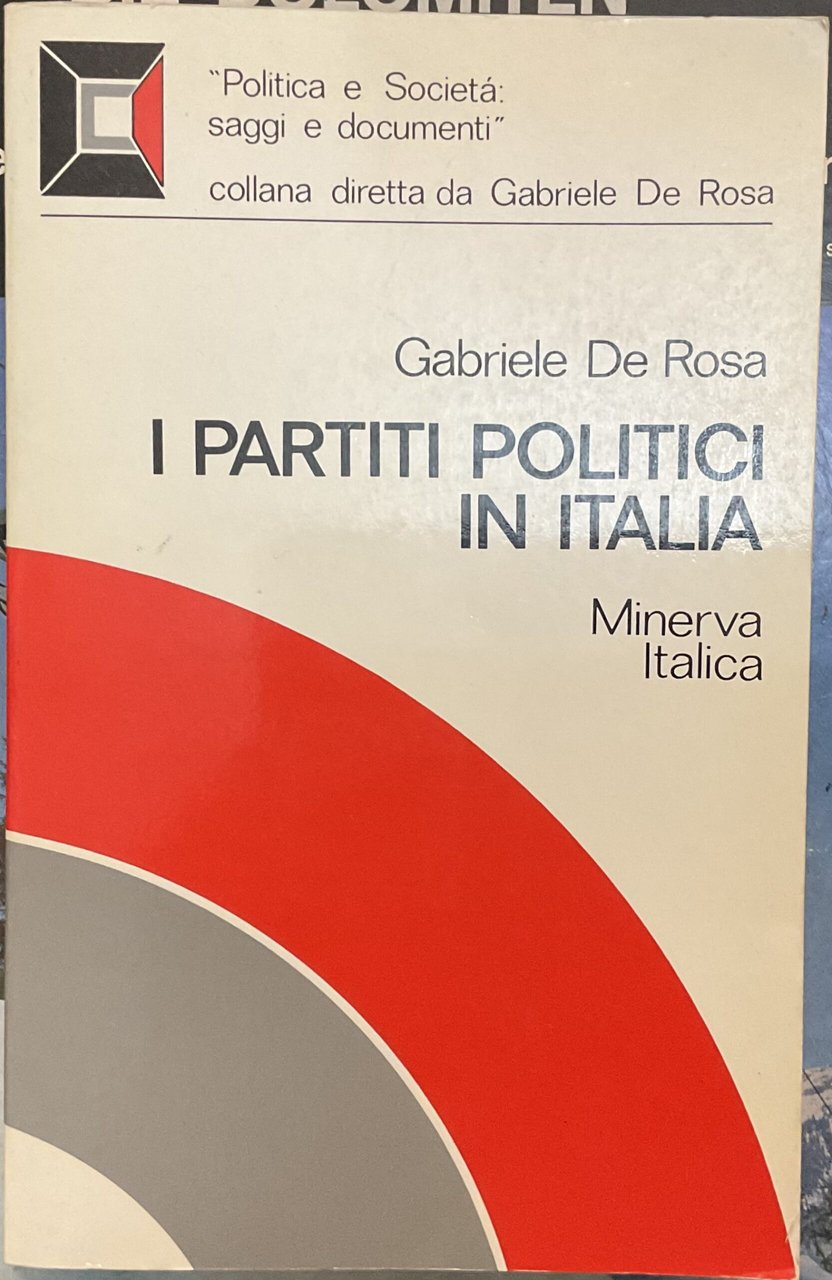 DOLOMITEN
"Politica e Societá:
saggi e documenti"
collana diretta da Gabriele De Rosa
Gabriele De Rosa
I PARTITI POLITICI
IN ITALIA
Minerva
Italica